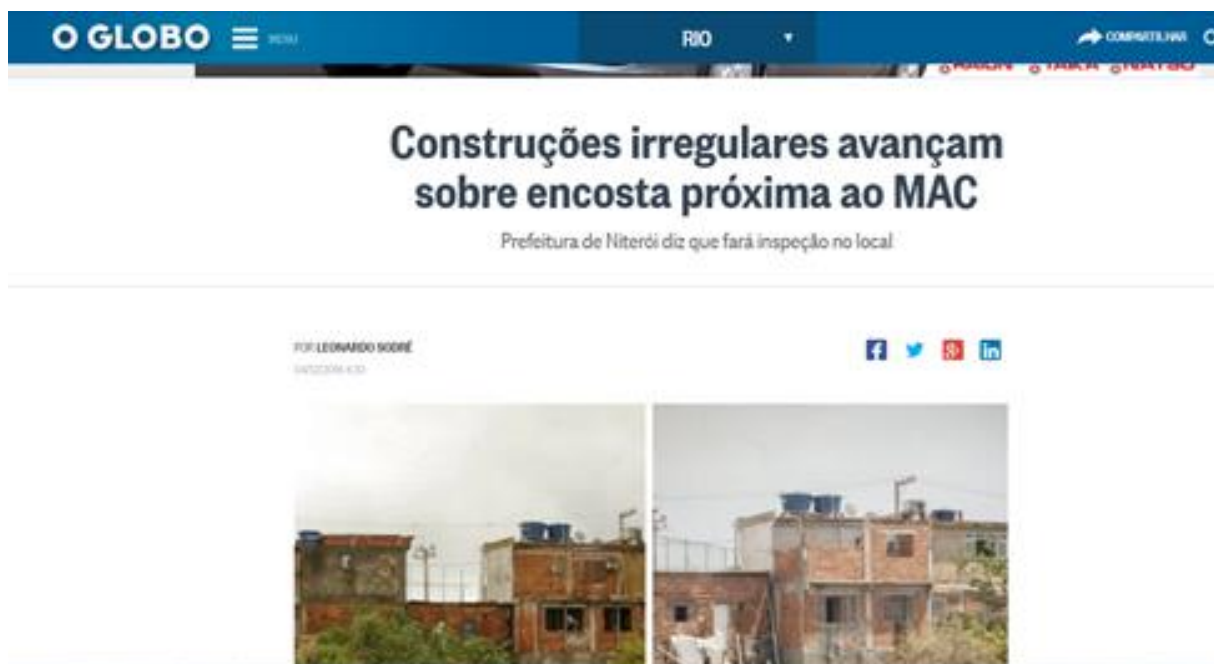 O GLOBO MENU RIO COMPARTILHAR
Construções irregulares avançam
sobre encosta próxima ao MAC
Prefeitura de Niterói diz que fará inspeção no local
POR LEONARDO SODRÉ